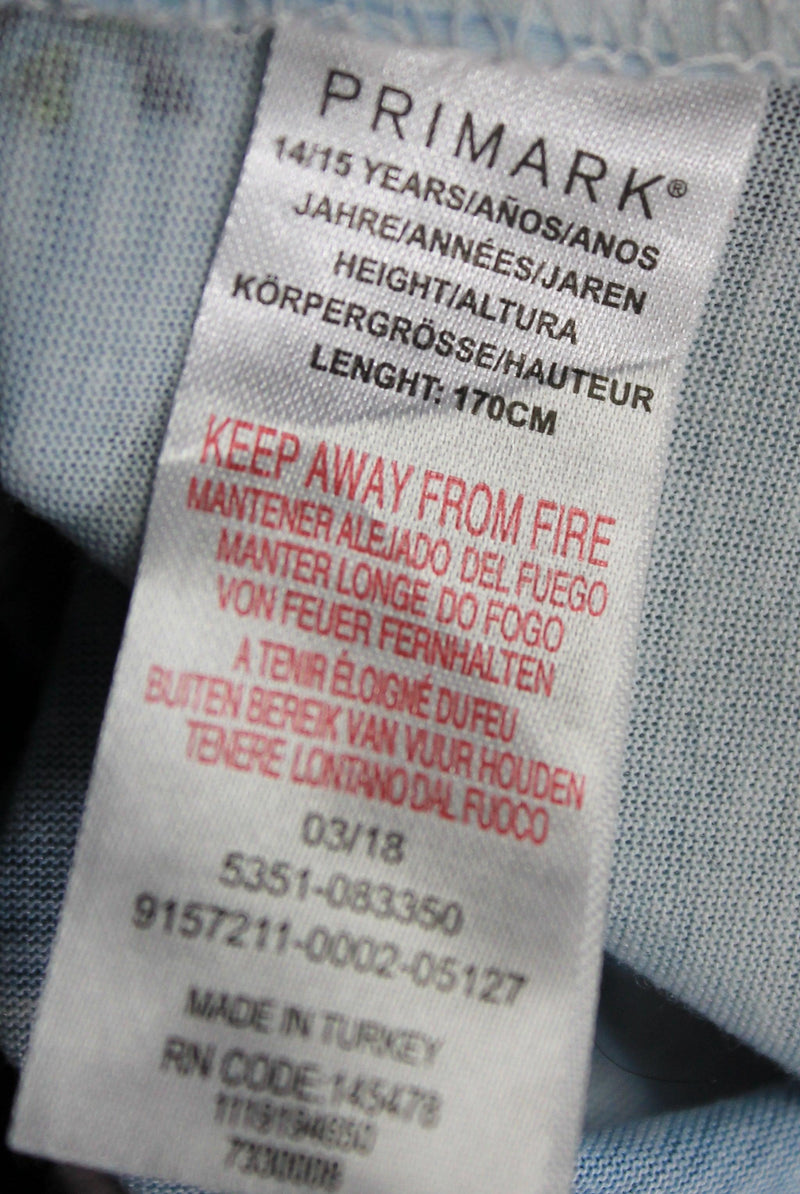 PRIMARK®
14/15 YEARS/AÑOS/ANOS
JAHRE/ANNÉES/JAREN
HEIGHT/ALTURA
KÖRPERGRÖSSE/HAUTEUR
LENGHT: 170CM
KEEP AWAY FROM FIRE
MANTENER ALEJADO DEL FUEGO
MANTER LONGE DO FOGO
VON FEUER FERNHALTEN
A TENIR ÉLOIGNÉ DU FEU
BUITEN BEREIK VAN VUUR HOUDEN
TENERE LONTANO DAL FUOCO
03/18
5351-083350
9157211-0002-05127
MADE IN TURKEY
RN CODE:145478